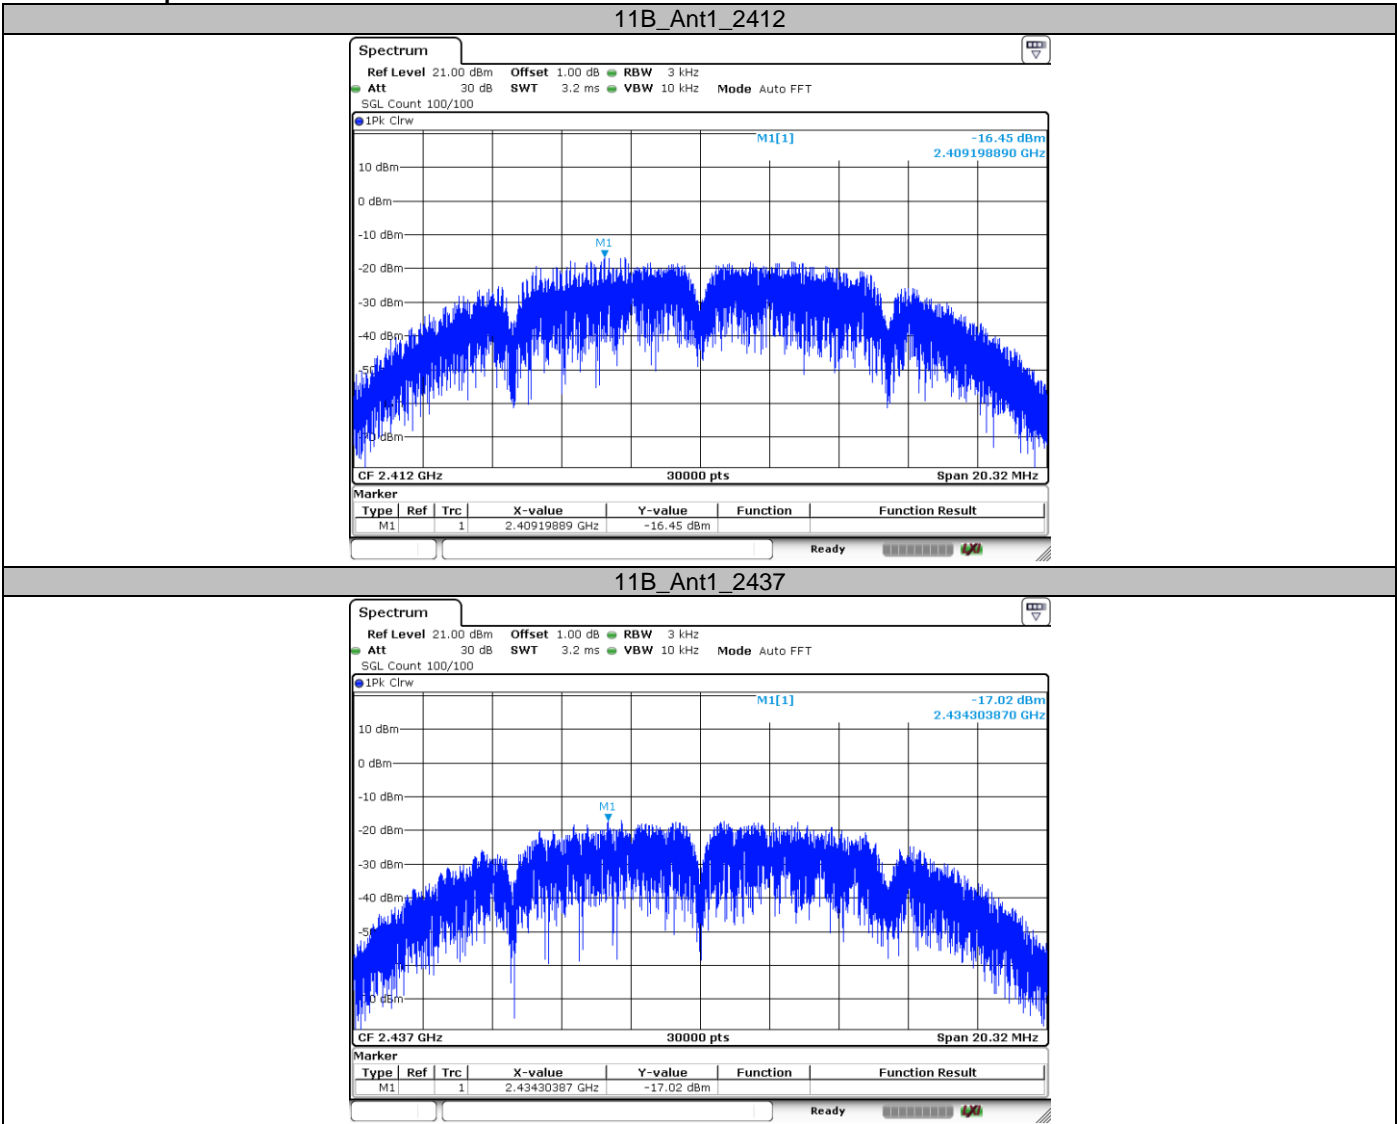 11B_Ant1_2412
Spectrum
Ref Level 21.00 dBm Offset 1.00 dB RBW 3 kHz
Att 30 dB SWT 3.2 ms VBW 10 kHz Mode Auto FFT
SGL Count 100/100
1Pk Clrw
M1[1] -16.45 dBm
2.409198890 GHz
10 dBm
0 dBm
-10 dBm
M1
-20 dBm
-30 dBm
-40 dBm
CF 2.412 GHz 30000 pts Span 20.32 MHz
Marker
Type Ref Trc X-value Y-value Function Function Result
M1 1 2.40919889 GHz -16.45 dBm
Ready LXI
11B_Ant1_2437
Spectrum
Ref Level 21.00 dBm Offset 1.00 dB RBW 3 kHz
Att 30 dB SWT 3.2 ms VBW 10 kHz Mode Auto FFT
SGL Count 100/100
1Pk Clrw
M1[1] -17.02 dBm
2.434303870 GHz
10 dBm
0 dBm
-10 dBm
M1
-20 dBm
-30 dBm
-40 dBm
CF 2.437 GHz 30000 pts Span 20.32 MHz
Marker
Type Ref Trc X-value Y-value Function Function Result
M1 1 2.43430387 GHz -17.02 dBm
Ready LXI